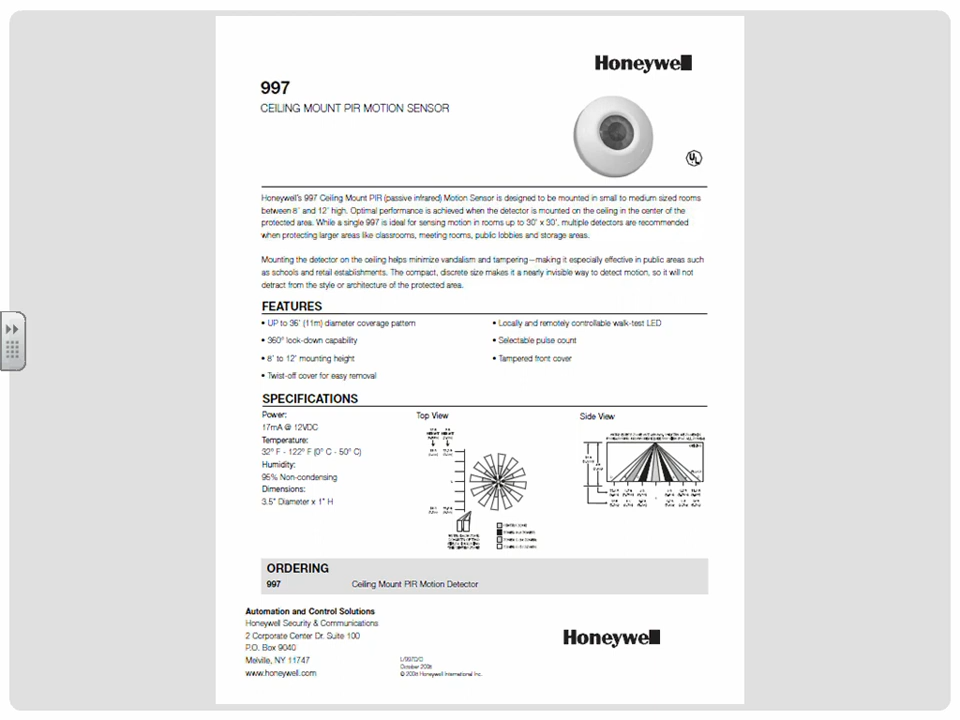 Honeywell
997
CEILING MOUNT PIR MOTION SENSOR
UL
Honeywell's 997 Ceiling Mount PIR (passive infrared) Motion Sensor is designed to be mounted in small to medium sized rooms
between 8' and 12' high. Optimal performance is achieved when the detector is mounted on the ceiling in the center of the
protected area. While a single 997 is ideal for sensing motion in rooms up to 30' x 30', multiple detectors are recommended
when protecting larger areas like classrooms, meeting rooms, public lobbies and storage areas.
Mounting the detector on the ceiling helps minimize vandalism and tampering—making it especially effective in public areas such
as schools and retail establishments. The compact, discrete size makes it a nearly invisible way to detect motion, so it will not
detract from the style or architecture of the protected area.
FEATURES
• UP to 36' (11m) diameter coverage pattern
• 360° look-down capability
• 8' to 12' mounting height
• Twist-off cover for easy removal
• Locally and remotely controllable walk-test LED
• Selectable pulse count
• Tampered front cover
SPECIFICATIONS
Power:
17mA @ 12VDC
Temperature:
32° F - 122° F (0° C - 50° C)
Humidity:
95% Non-condensing
Dimensions:
3.5" Diameter x 1" H
Top View
Side View
ORDERING
997 Ceiling Mount PIR Motion Detector
Automation and Control Solutions
Honeywell Security & Communications
2 Corporate Center Dr. Suite 100
P.O. Box 9040
Melville, NY 11747
www.honeywell.com
L/997D/D
October 2006
© 2006 Honeywell International Inc.
Honeywell